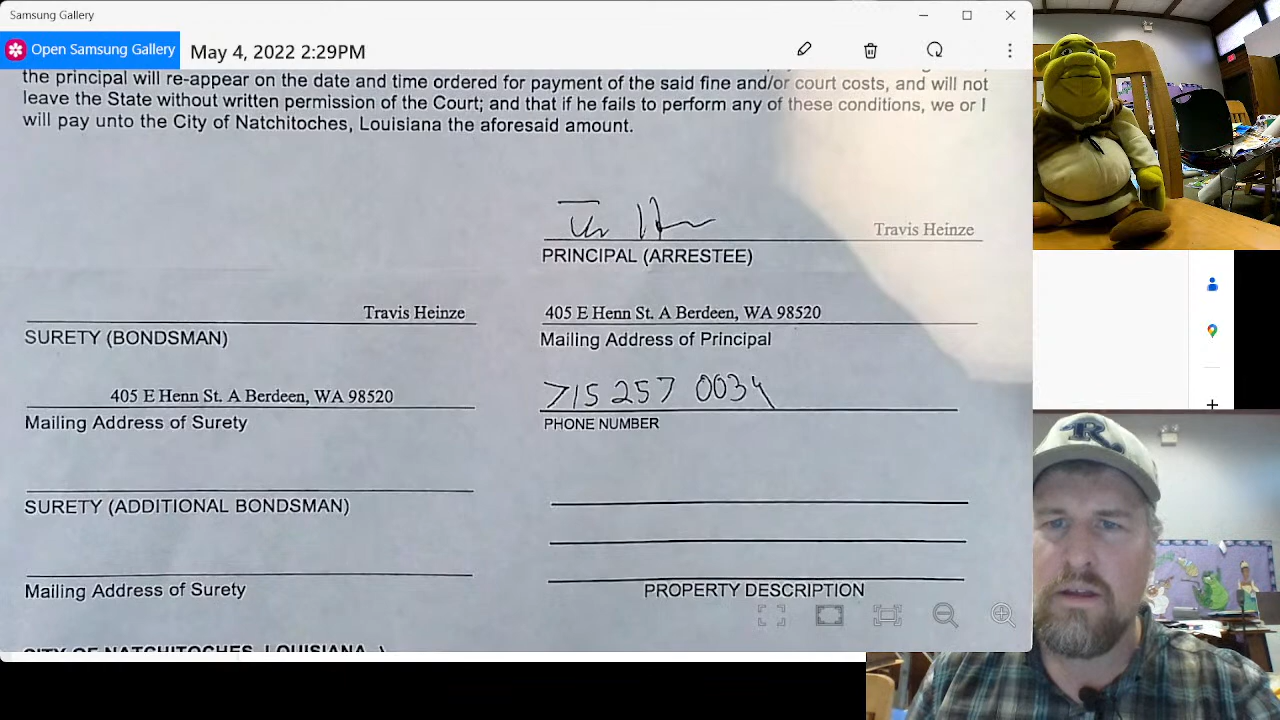 Samsung Gallery
Open Samsung Gallery
May 4, 2022 2:29PM
the principal will re-appear on the date and time ordered for payment of the said fine and/or court costs, and will not
leave the State without written permission of the Court; and that if he fails to perform any of these conditions, we or I
will pay unto the City of Natchitoches, Louisiana the aforesaid amount.
Travis Heinze
PRINCIPAL (ARRESTEE)
Travis Heinze
SURETY (BONDSMAN)
405 E Henn St. A Berdeen, WA 98520
Mailing Address of Principal
405 E Henn St. A Berdeen, WA 98520
Mailing Address of Surety
715 257 0034
PHONE NUMBER
SURETY (ADDITIONAL BONDSMAN)
Mailing Address of Surety
PROPERTY DESCRIPTION
CITY OF NATCHITOCHES, LOUISIANA )
R